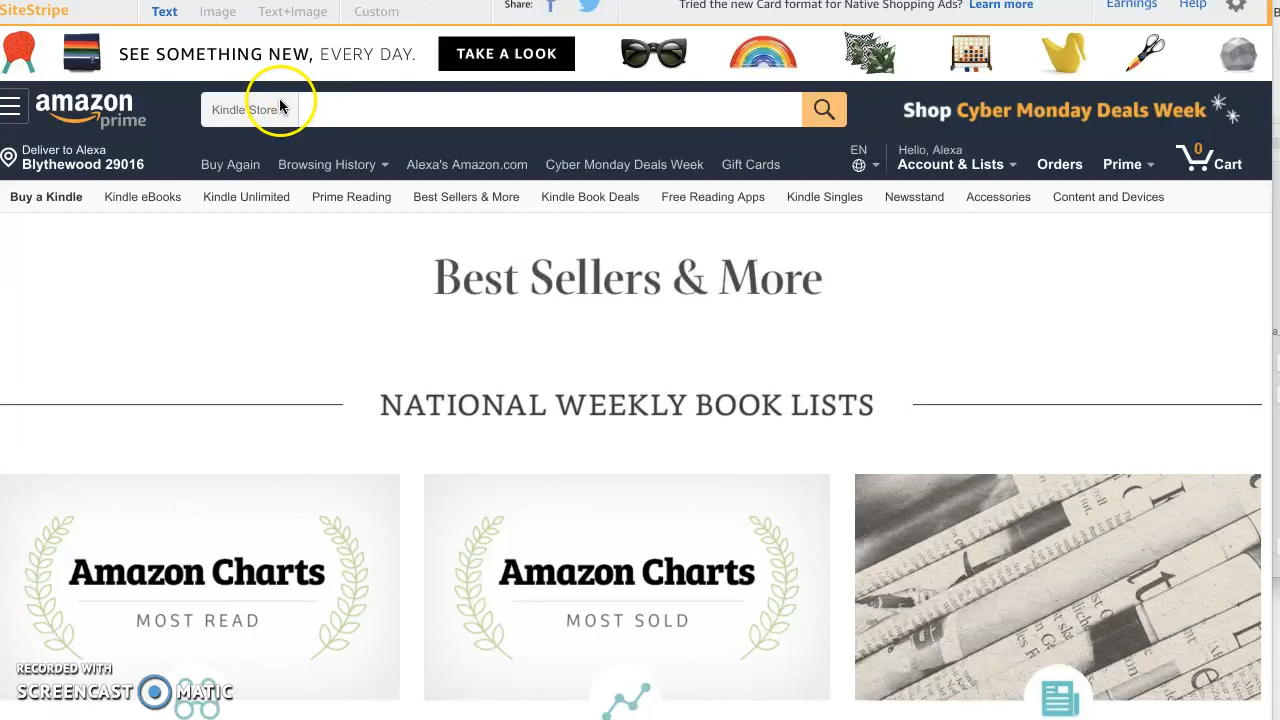 SiteStripe Text Image Text+Image Custom Share: Tried the new Card format for Native Shopping Ads? Learn more Earnings Help
SEE SOMETHING NEW, EVERY DAY. TAKE A LOOK
amazon prime Kindle Store Shop Cyber Monday Deals Week
Deliver to Alexa
Blythewood 29016
Buy Again Browsing History Alexa's Amazon.com Cyber Monday Deals Week Gift Cards
EN
Hello, Alexa
Account & Lists Orders Prime 0 Cart
Buy a Kindle Kindle eBooks Kindle Unlimited Prime Reading Best Sellers & More Kindle Book Deals Free Reading Apps Kindle Singles Newsstand Accessories Content and Devices
Best Sellers & More
NATIONAL WEEKLY BOOK LISTS
Amazon Charts
MOST READ
Amazon Charts
MOST SOLD
RECORDED WITH
SCREENCAST MATIC